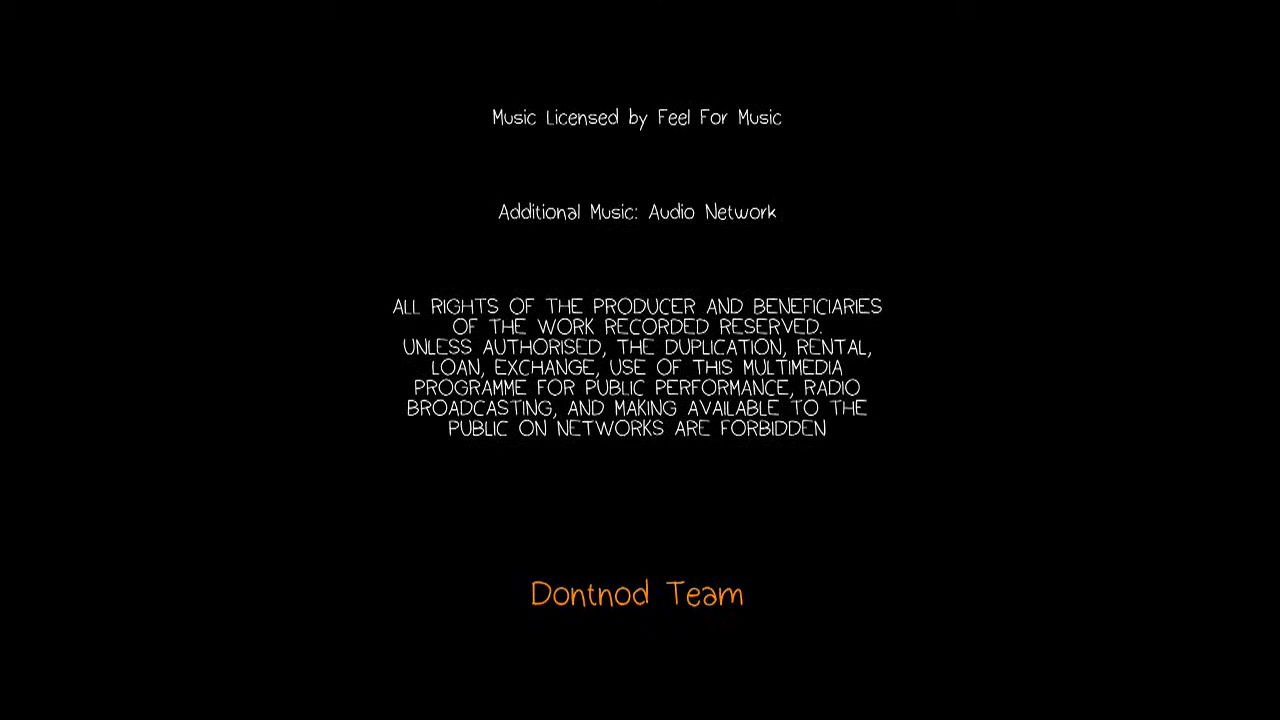 Music Licensed by Feel For Music
Additional Music: Audio Network
ALL RIGHTS OF THE PRODUCER AND BENEFICIARIES
OF THE WORK RECORDED RESERVED.
UNLESS AUTHORISED, THE DUPLICATION, RENTAL,
LOAN, EXCHANGE, USE OF THIS MULTIMEDIA
PROGRAMME FOR PUBLIC PERFORMANCE, RADIO
BROADCASTING, AND MAKING AVAILABLE TO THE
PUBLIC ON NETWORKS ARE FORBIDDEN
Dontnod Team